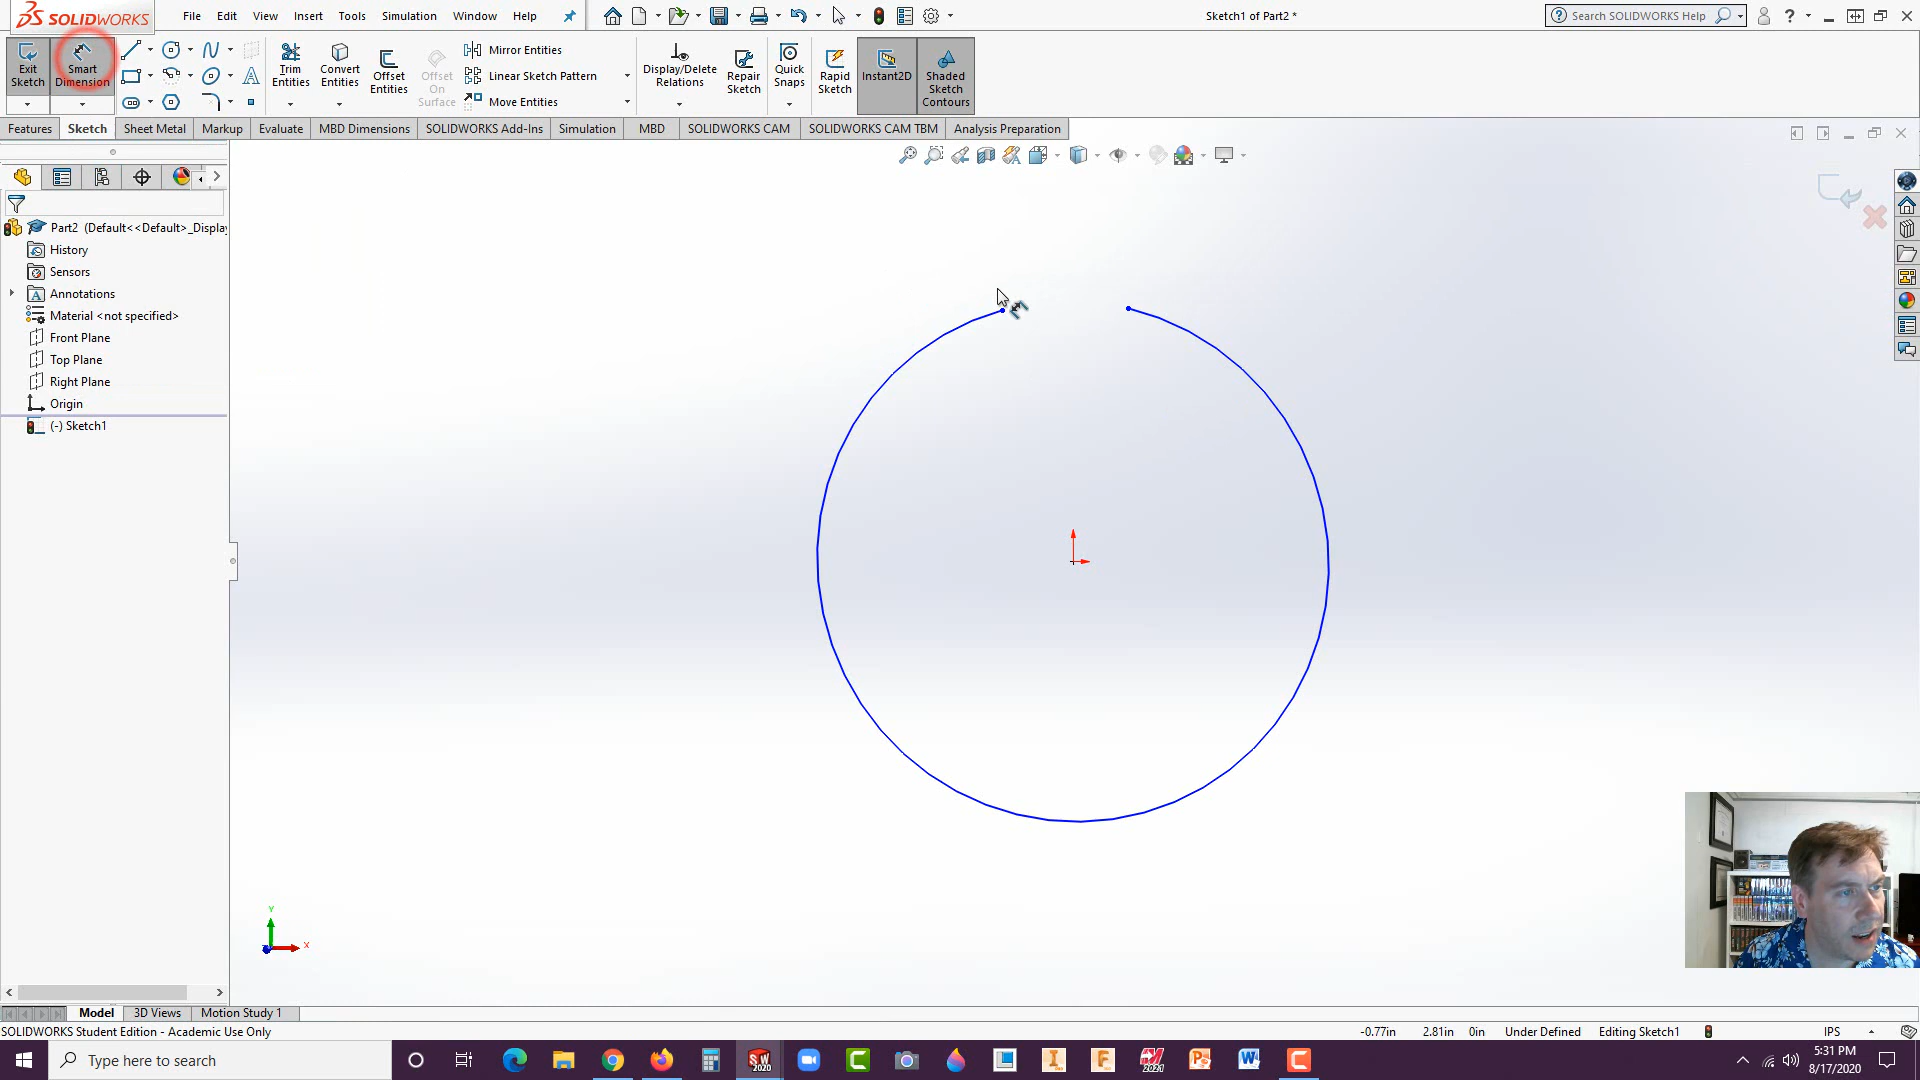 SOLIDWORKS
File Edit View Insert Tools Simulation Window Help
Sketch1 of Part2 *
Search SOLIDWORKS Help
Exit Sketch
Smart Dimension
Trim Entities
Convert Entities
Offset Entities
Offset On Surface
Mirror Entities
Linear Sketch Pattern
Move Entities
Display/Delete Relations
Repair Sketch
Quick Snaps
Rapid Sketch
Instant2D
Shaded Sketch Contours
Features Sketch Sheet Metal Markup Evaluate MBD Dimensions SOLIDWORKS Add-Ins Simulation MBD SOLIDWORKS CAM SOLIDWORKS CAM TBM Analysis Preparation
Part2 (Default<<Default>_Display
History
Sensors
Annotations
Material <not specified>
Front Plane
Top Plane
Right Plane
Origin
(-) Sketch1
Y
X
Model 3D Views Motion Study 1
SOLIDWORKS Student Edition - Academic Use Only
-0.77in 2.81in 0in Under Defined Editing Sketch1 IPS
Type here to search
SW 2020
2021
5:31 PM
8/17/2020